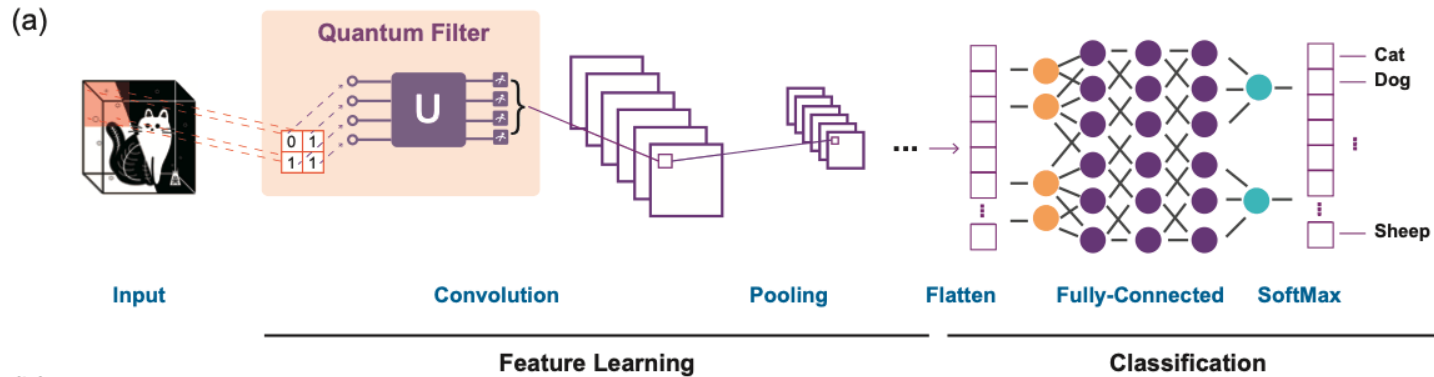 (a)
Quantum Filter
0 1
1 1
U
...
Cat
Dog
Sheep
Input
Convolution
Pooling
Flatten
Fully-Connected
SoftMax
Feature Learning
Classification